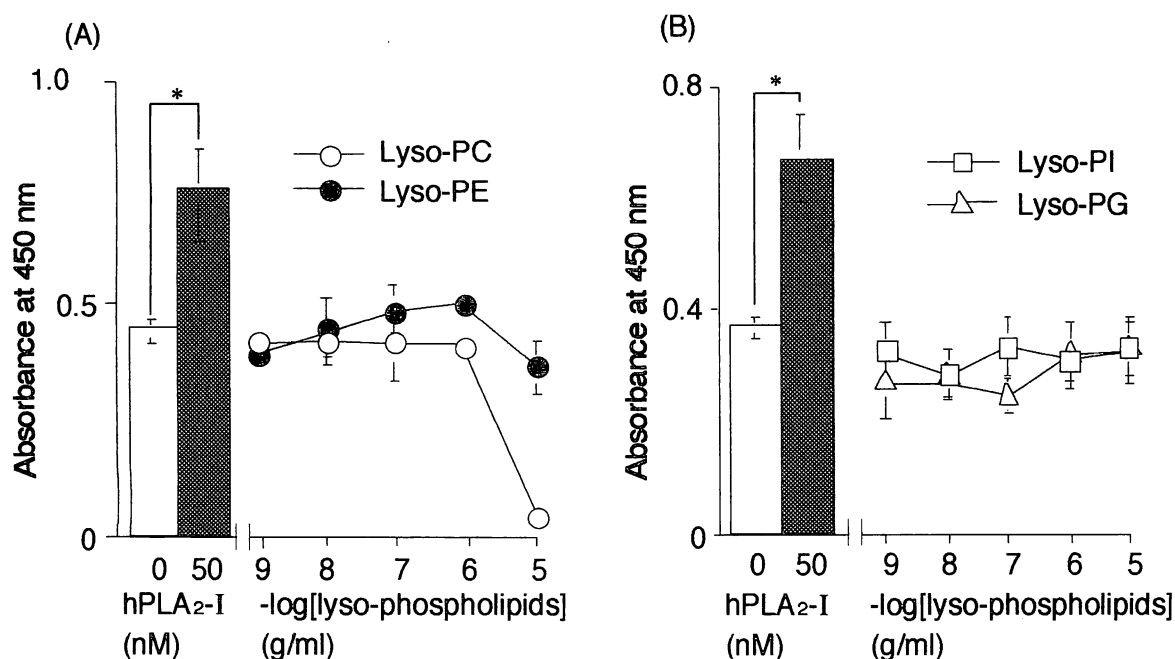 (A)
1.0
*
Lyso-PC
Lyso-PE
0.5
0
Absorbance at 450 nm
0 50 9 8 7 6 5
hPLA₂-I -log[lyso-phospholipids]
(nM) (g/ml)
(B)
0.8
*
Lyso-PI
Lyso-PG
0.4
0
Absorbance at 450 nm
0 50 9 8 7 6 5
hPLA₂-I -log[lyso-phospholipids]
(nM) (g/ml)